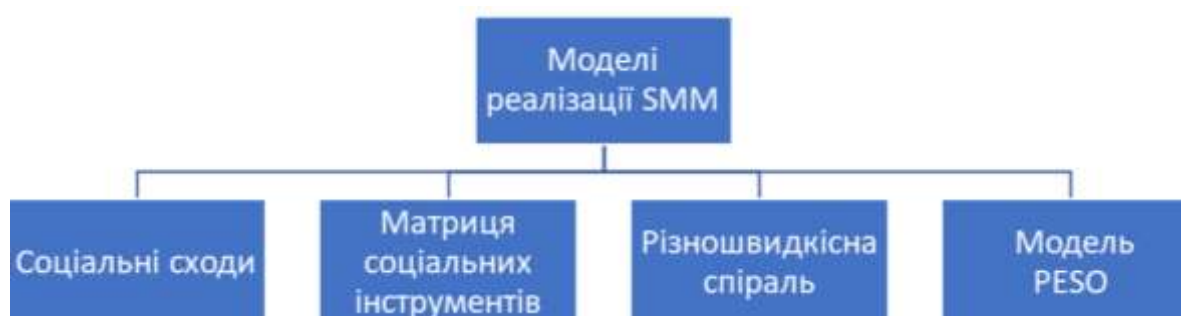 Моделі
реалізації SMM
Соціальні сходи
Матриця
соціальних
інструментів
Різношвидкісна
спіраль
Модель
PESO